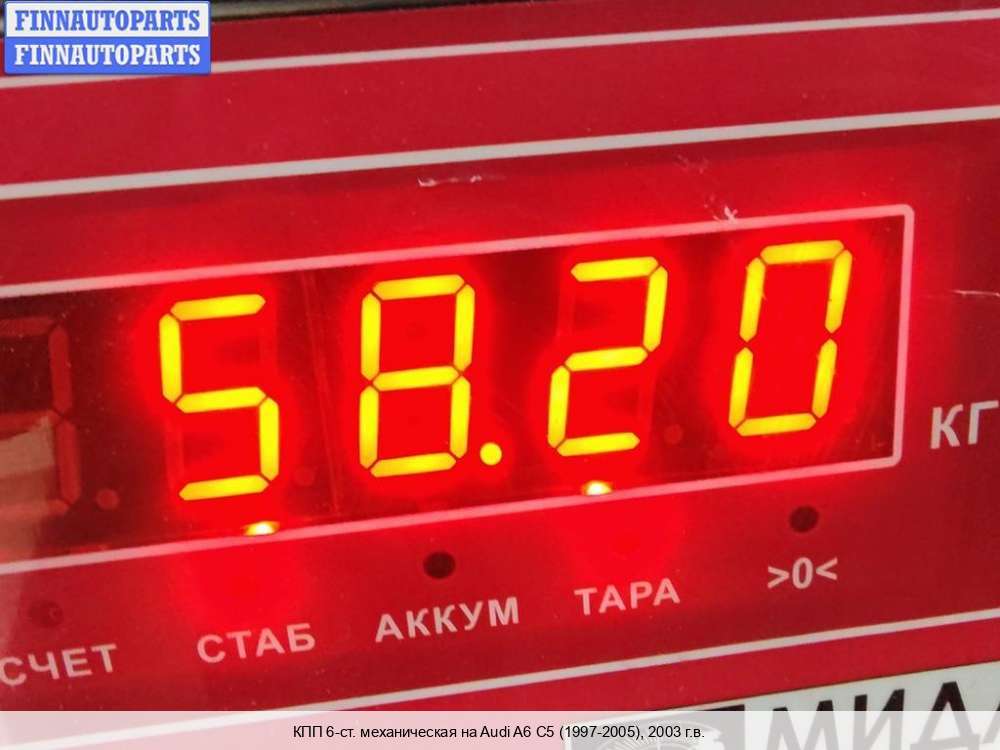 FINNAUTOPARTS
FINNAUTOPARTS
58.20
КГ
СЧЕТ СТАБ АККУМ ТАРА >0<
КПП 6-ст. механическая на Audi A6 C5 (1997-2005), 2003 г.в.